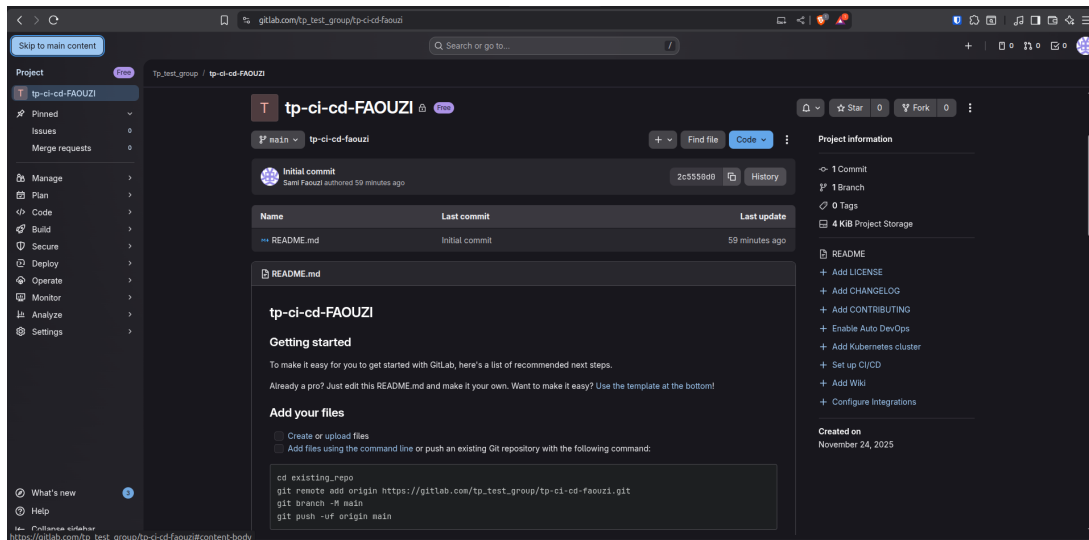 gitlab.com/tp_test_group/tp-ci-cd-faouzi
Skip to main content
Search or go to...
/
0
0
0
Project
Free
Tp_test_group / tp-ci-cd-FAOUZI
T tp-ci-cd-FAOUZI
Pinned
Issues 0
Merge requests 0
Manage
Plan
Code
Build
Secure
Deploy
Operate
Monitor
Analyze
Settings
What's new 3
Help
Collapse sidebar
https://gitlab.com/tp_test_group/tp-ci-cd-faouzi#content-body
T tp-ci-cd-FAOUZI Free
Star 0 Fork 0
main tp-ci-cd-faouzi
Find file Code
Initial commit
Sami Faouzi authored 59 minutes ago
2c5550d0 History
Name Last commit Last update
README.md Initial commit 59 minutes ago
README.md
tp-ci-cd-FAOUZI
Getting started
To make it easy for you to get started with GitLab, here's a list of recommended next steps.
Already a pro? Just edit this README.md and make it your own. Want to make it easy? Use the template at the bottom!
Add your files
Create or upload files
Add files using the command line or push an existing Git repository with the following command:
cd existing_repo
git remote add origin https://gitlab.com/tp_test_group/tp-ci-cd-faouzi.git
git branch -M main
git push -uf origin main
Project information
1 Commit
1 Branch
0 Tags
4 KiB Project Storage
README
+ Add LICENSE
+ Add CHANGELOG
+ Add CONTRIBUTING
+ Enable Auto DevOps
+ Add Kubernetes cluster
+ Set up CI/CD
+ Add Wiki
+ Configure Integrations
Created on
November 24, 2025